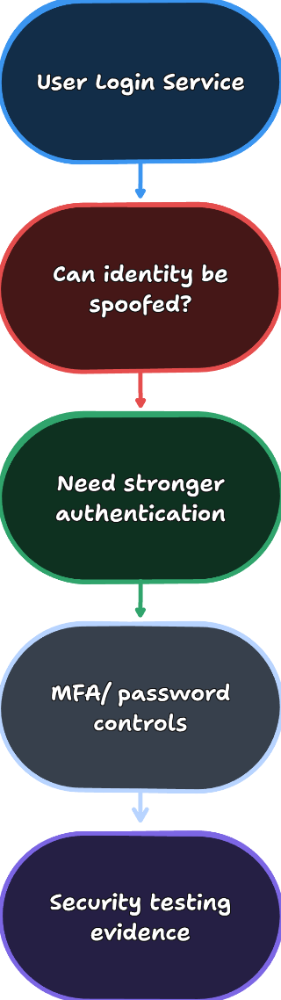 User Login Service
Can identity be
spoofed?
Need stronger
authentication
MFA/ password
controls
Security testing
evidence